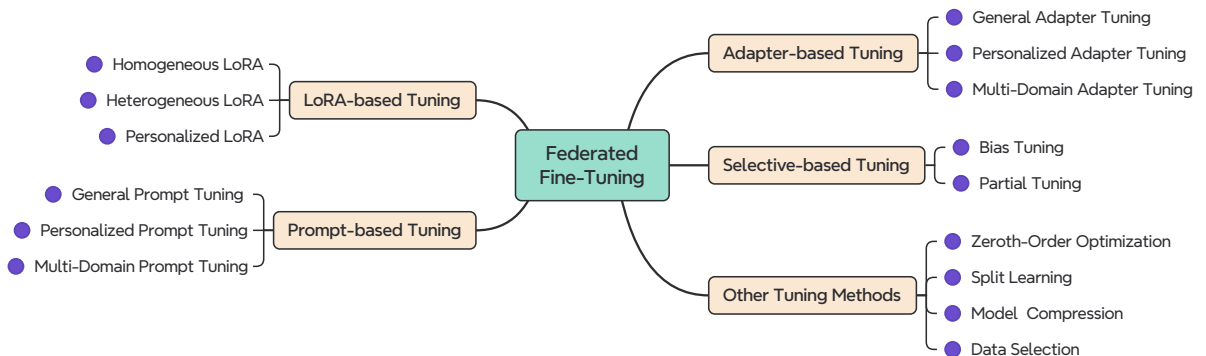 Homogeneous LoRA
Heterogeneous LoRA
Personalized LoRA
LoRA-based Tuning
General Prompt Tuning
Personalized Prompt Tuning
Multi-Domain Prompt Tuning
Prompt-based Tuning
Federated
Fine-Tuning
Adapter-based Tuning
General Adapter Tuning
Personalized Adapter Tuning
Multi-Domain Adapter Tuning
Selective-based Tuning
Bias Tuning
Partial Tuning
Other Tuning Methods
Zeroth-Order Optimization
Split Learning
Model Compression
Data Selection